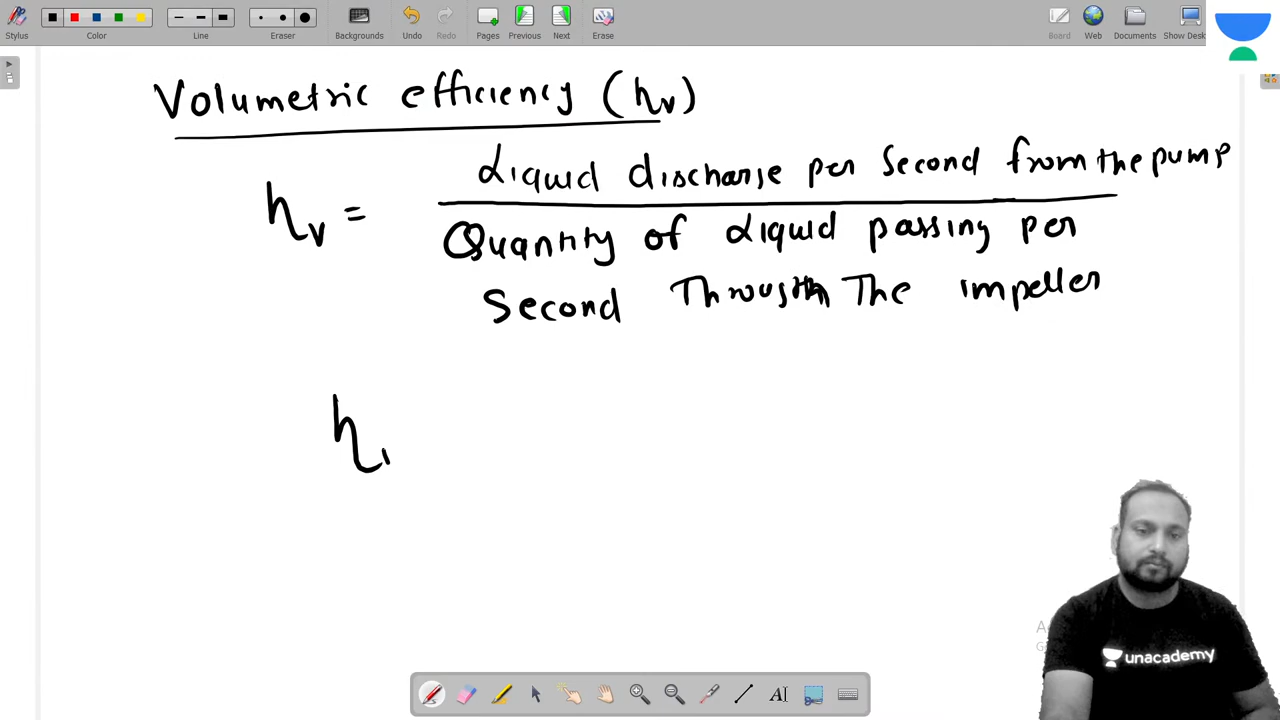 Stylus
Color
Line
Eraser
Backgrounds
Undo
Redo
Pages
Previous
Next
Erase
Board
Web
Documents
Show Desk
Volumetric efficiency (ηv)
ηv = Liquid discharge per second from the pump
Quantity of liquid passing per
second Through The impeller
η
unacademy